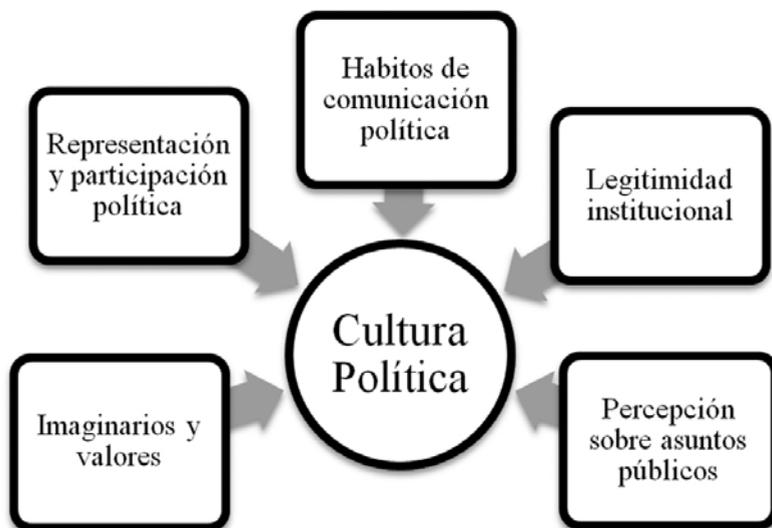 Habitos de
comunicación
política
Representación
y participación
política
Legitimidad
institucional
Cultura
Política
Imaginarios y
valores
Percepción
sobre asuntos
públicos